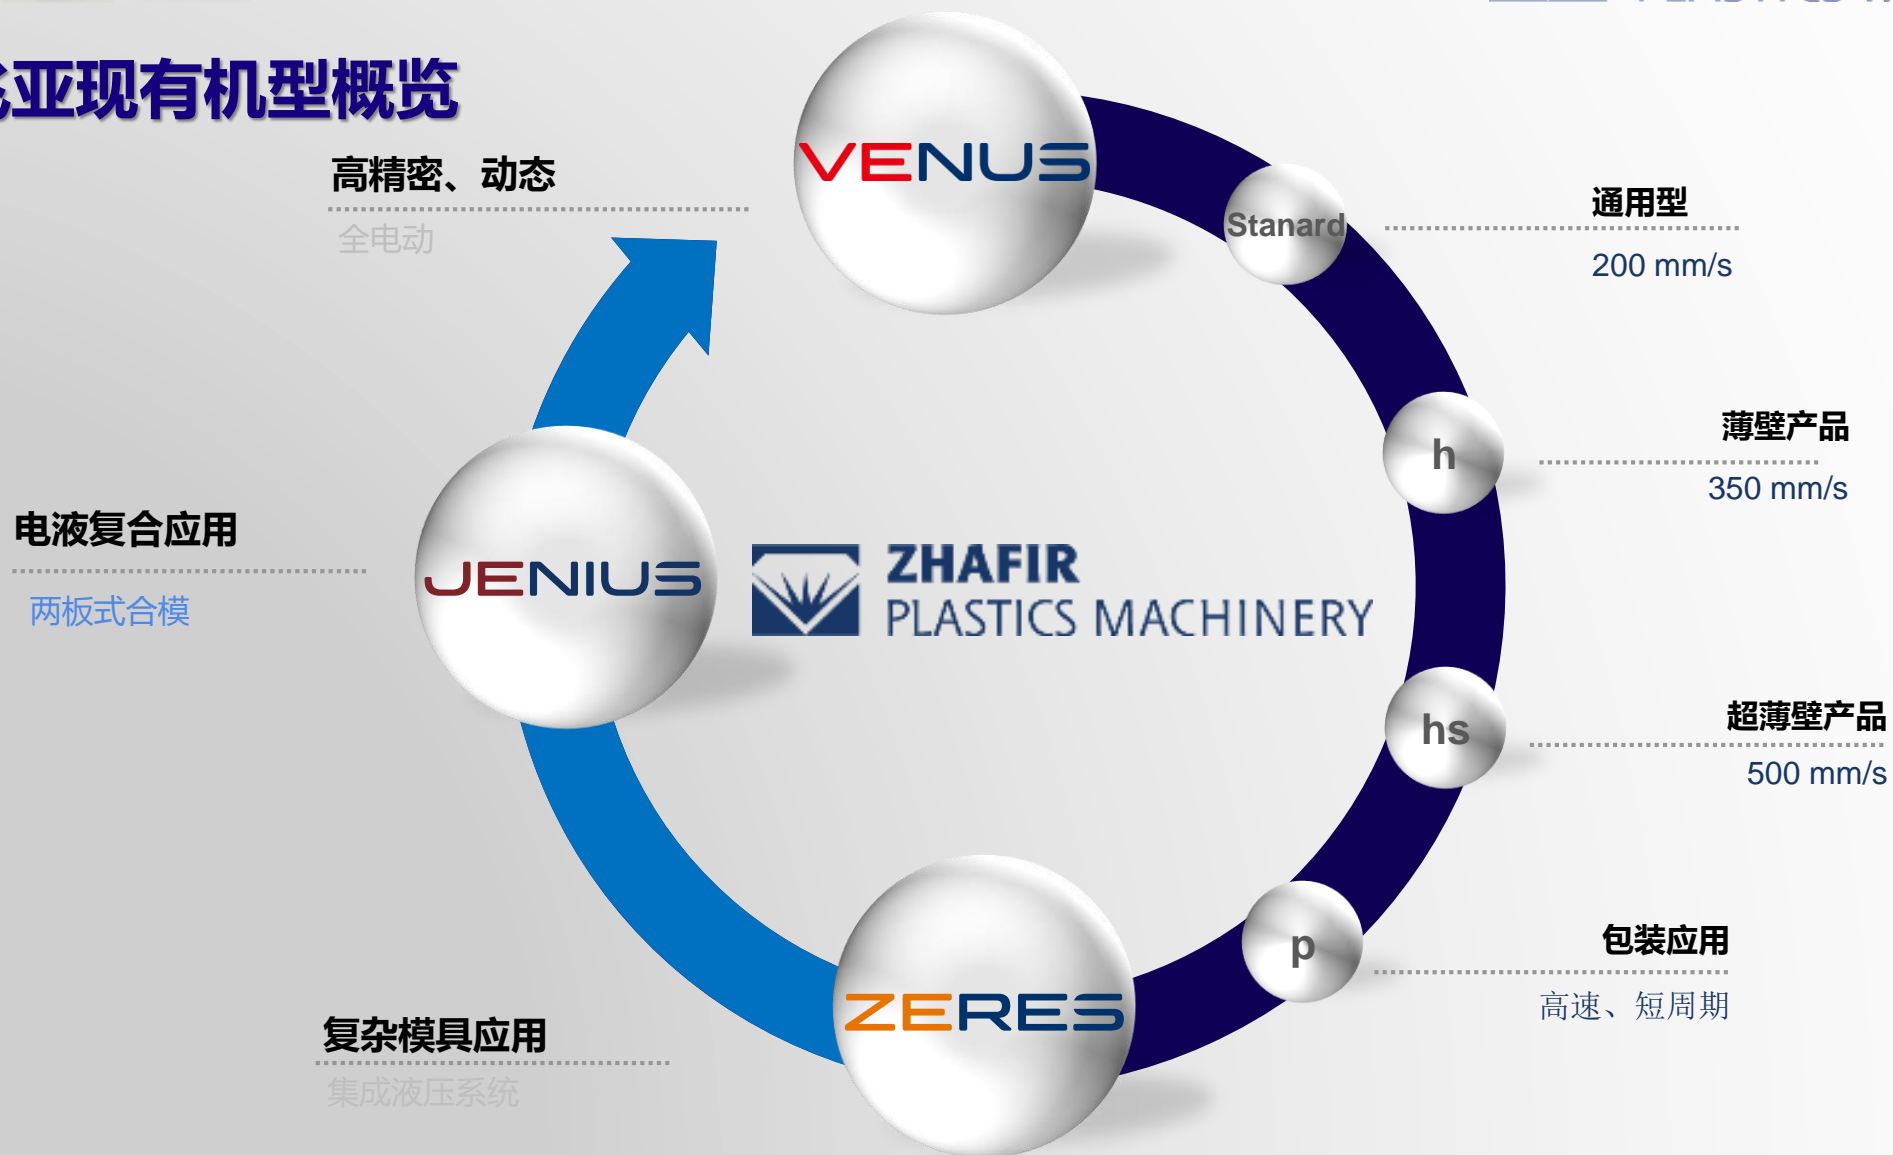 亚现有机型概览
VENUS
高精密、动态
全电动
Stanard
通用型
200 mm/s
h
薄壁产品
350 mm/s
JENIUS
电液复合应用
两板式合模
ZHAFIR
PLASTICS MACHINERY
hs
超薄壁产品
500 mm/s
p
包装应用
高速、短周期
ZERES
复杂模具应用
集成液压系统